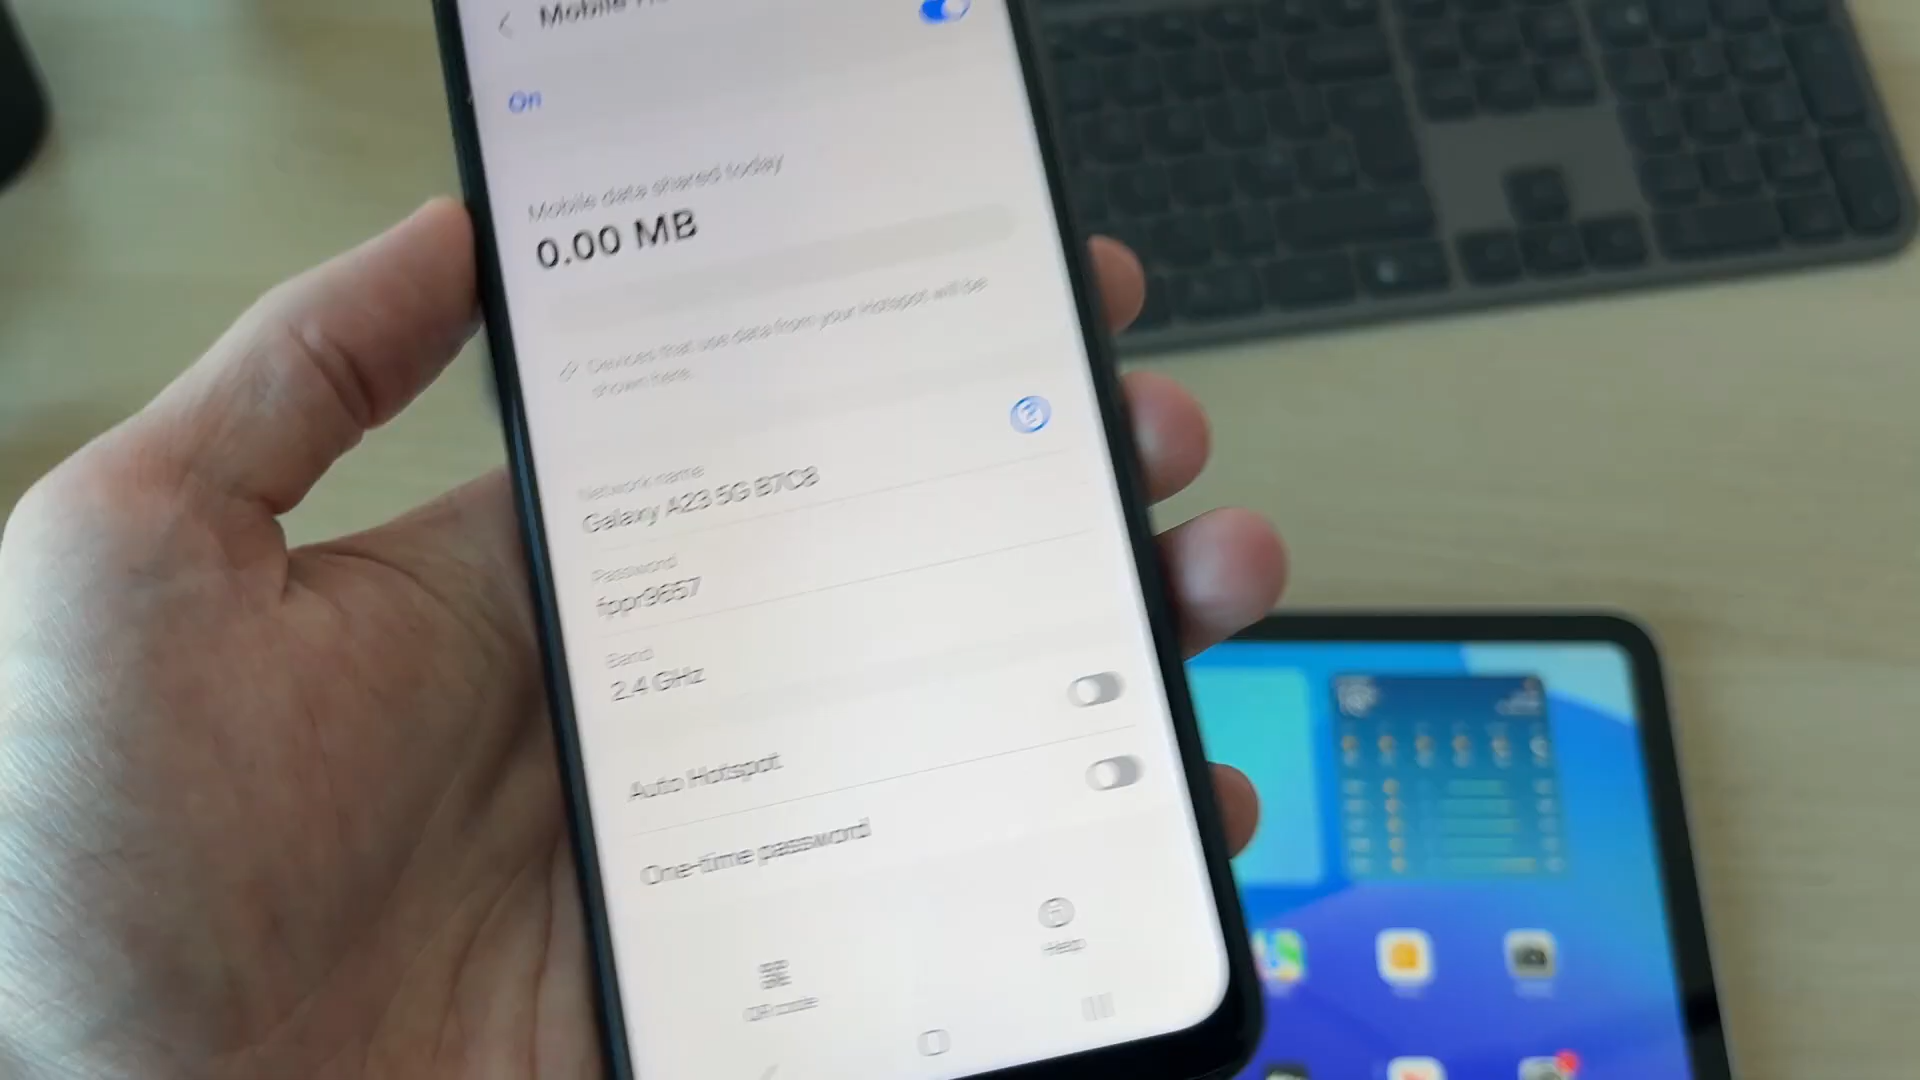 Mobile
On
Mobile data shared today
0.00 MB
Devices that use data from your Hotspot will be
shown here.
Network name
Galaxy A23 5G B7C8
Password
fppr9657
Band
2.4 GHz
Auto Hotspot
One-time password
QR code
Help